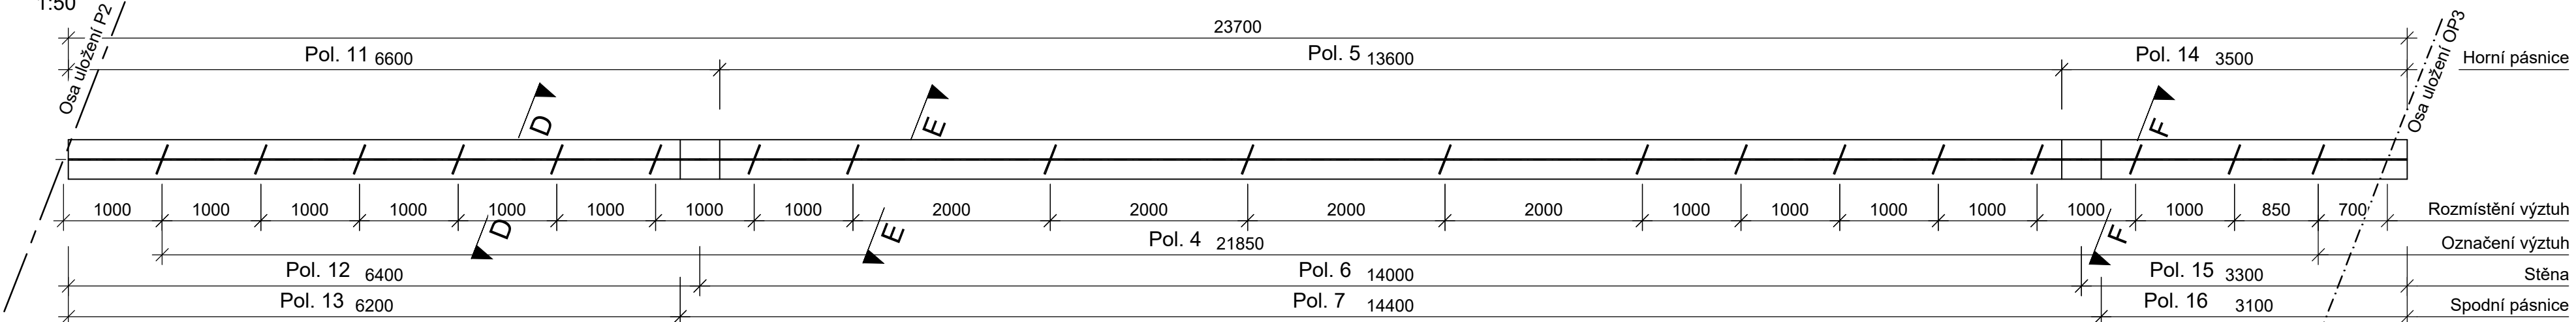 1:50
Osa uložení P2
23700
Osa uložení OP3
Pol. 11 6600
Pol. 5 13600
Pol. 14 3500
Horní pásnice
D
E
F
1000 1000 1000 1000 1000 1000 1000 1000 2000 2000 2000 2000 1000 1000 1000 1000 1000 1000 850 700
Rozmístění výztuh
D
E
F
Pol. 4 21850
Označení výztuh
Pol. 12 6400
Pol. 6 14000
Pol. 15 3300
Stěna
Pol. 13 6200
Pol. 7 14400
Pol. 16 3100
Spodní pásnice